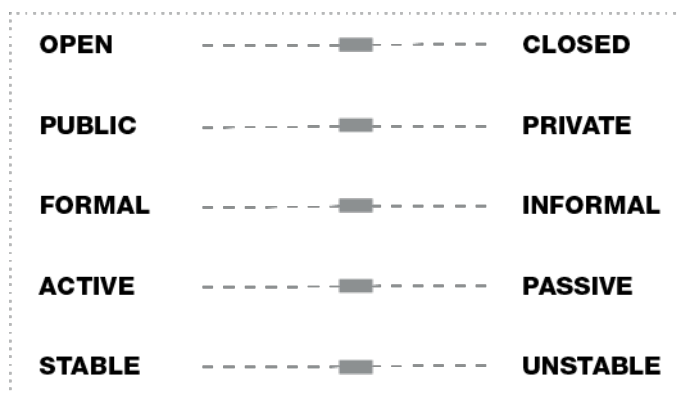 OPEN CLOSED
PUBLIC PRIVATE
FORMAL INFORMAL
ACTIVE PASSIVE
STABLE UNSTABLE